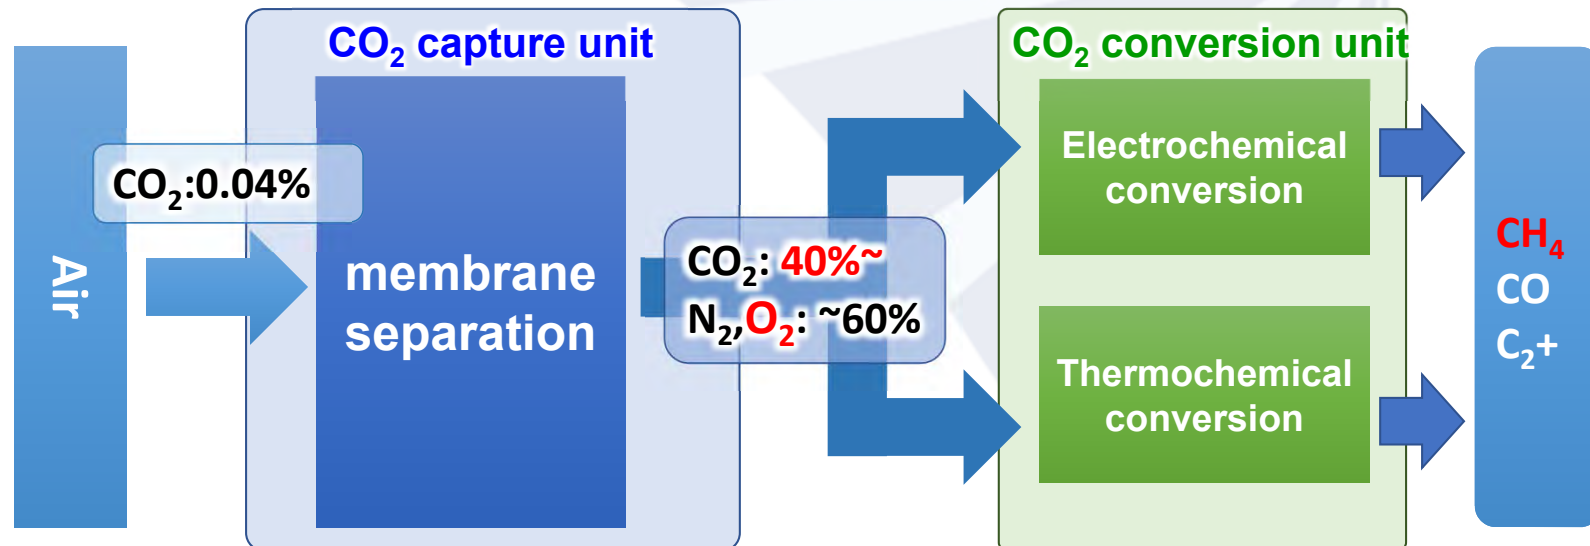 CO₂ capture unit
CO₂ conversion unit
Air
CO₂:0.04%
membrane
separation
CO₂: 40%~
N₂,O₂: ~60%
Electrochemical
conversion
Thermochemical
conversion
CH₄
CO
C₂+